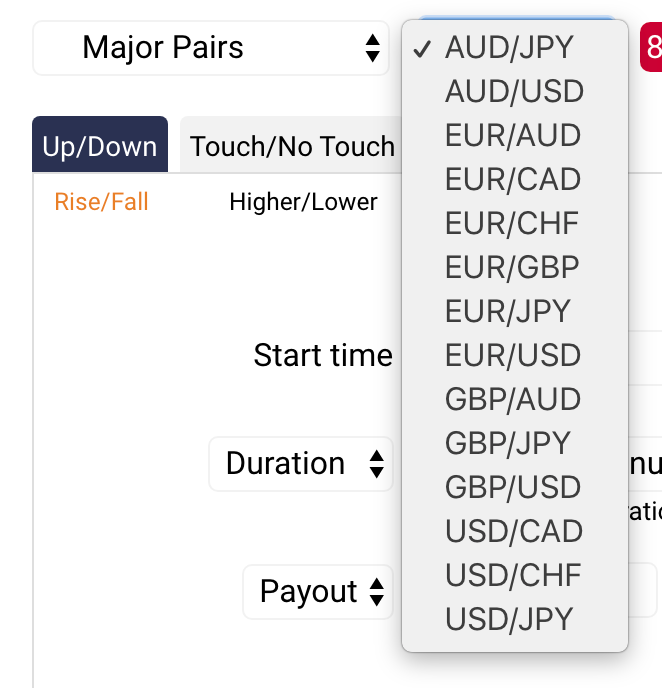 Major Pairs
8
✓ AUD/JPY
AUD/USD
EUR/AUD
EUR/CAD
EUR/CHF
EUR/GBP
EUR/JPY
EUR/USD
GBP/AUD
GBP/JPY
GBP/USD
USD/CAD
USD/CHF
USD/JPY
Up/Down
Touch/No Touch
Rise/Fall
Higher/Lower
Start time
Duration
Payout